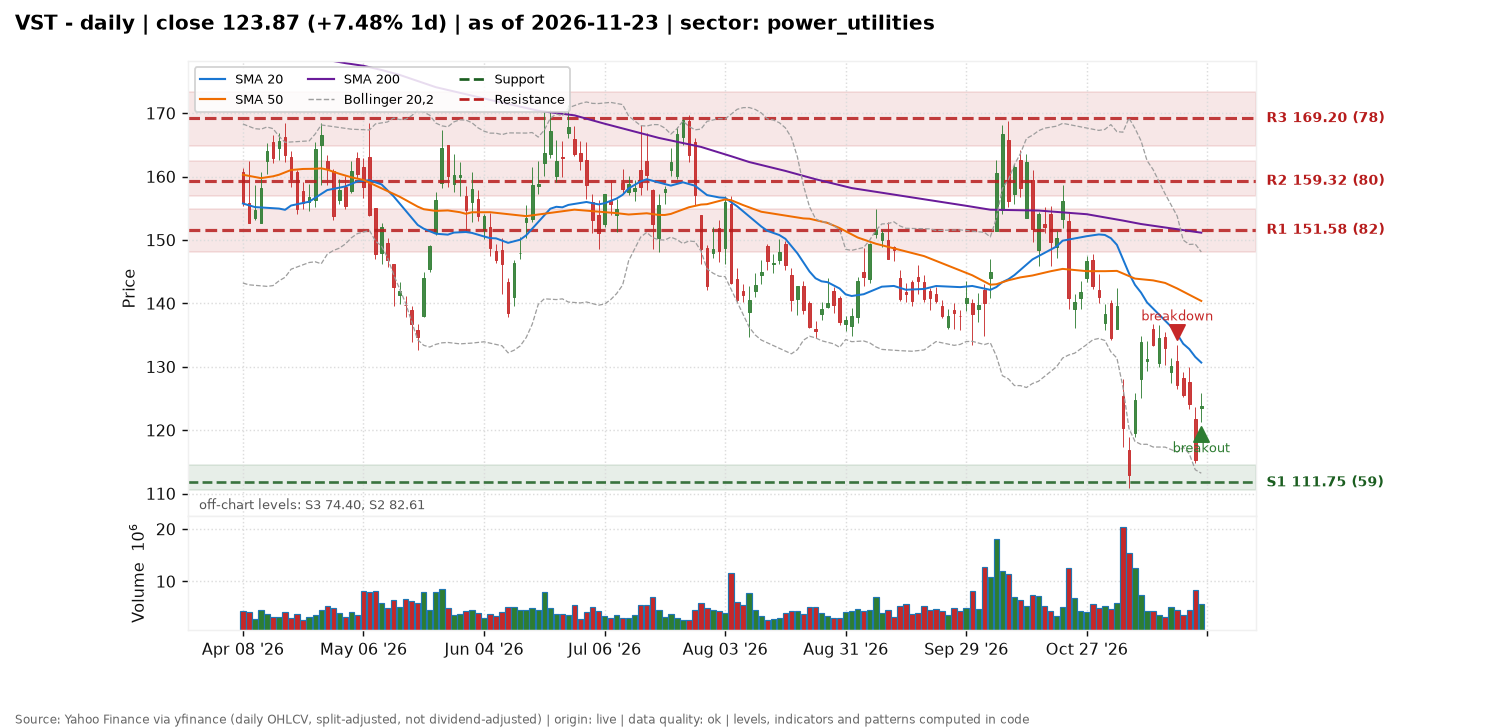 VST - daily | close 123.87 (+7.48% 1d) | as of 2026-11-23 | sector: power_utilities
SMA 20
SMA 50
SMA 200
Bollinger 20,2
Support
Resistance
Price
170
160
150
140
130
120
110
R3 169.20 (78)
R2 159.32 (80)
R1 151.58 (82)
S1 111.75 (59)
breakdown
breakout
off-chart levels: S3 74.40, S2 82.61
Volume 10⁶
20
10
Apr 08 '26
May 06 '26
Jun 04 '26
Jul 06 '26
Aug 03 '26
Aug 31 '26
Sep 29 '26
Oct 27 '26
Source: Yahoo Finance via yfinance (daily OHLCV, split-adjusted, not dividend-adjusted) | origin: live | data quality: ok | levels, indicators and patterns computed in code